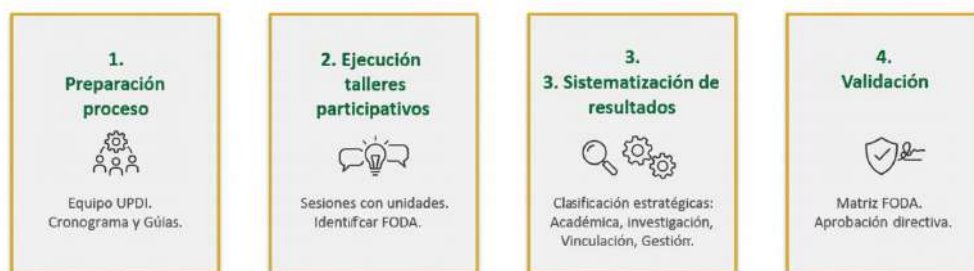 1.
Preparación
proceso
Equipo UPDI.
Cronograma y Gúias.
2. Ejecución
talleres
participativos
Sesiones con unidades.
Identifcar FODA.
3.
3. Sistematización de
resultados
Clasificación estratégicas:
Académica, investigación,
Vinculación, Gestión.
4.
Validación
Matriz FODA.
Aprobación directiva.